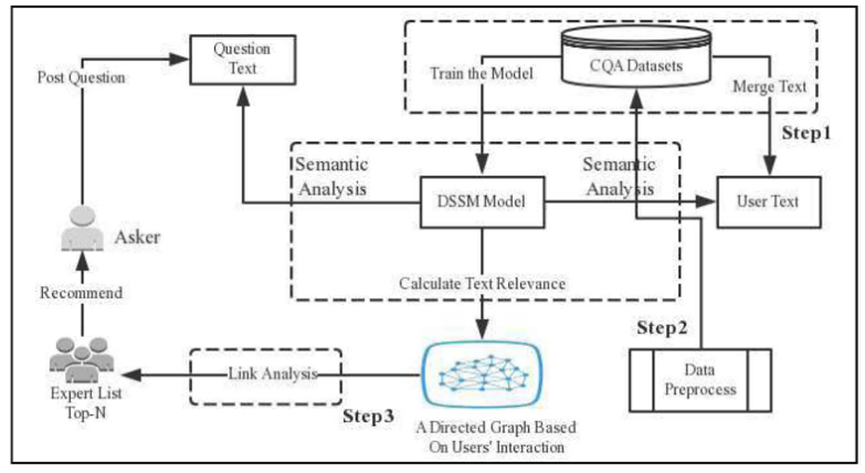 Question
Text
Post Question
Train the Model
CQA Datasets
Merge Text
Step1
Semantic
Analysis
Semantic
Analysis
DSSM Model
User Text
Asker
Calculate Text Relevance
Recommend
Step2
Link Analysis
Data
Preprocess
Expert List
Top-N
Step3
A Directed Graph Based
On Users' Interaction